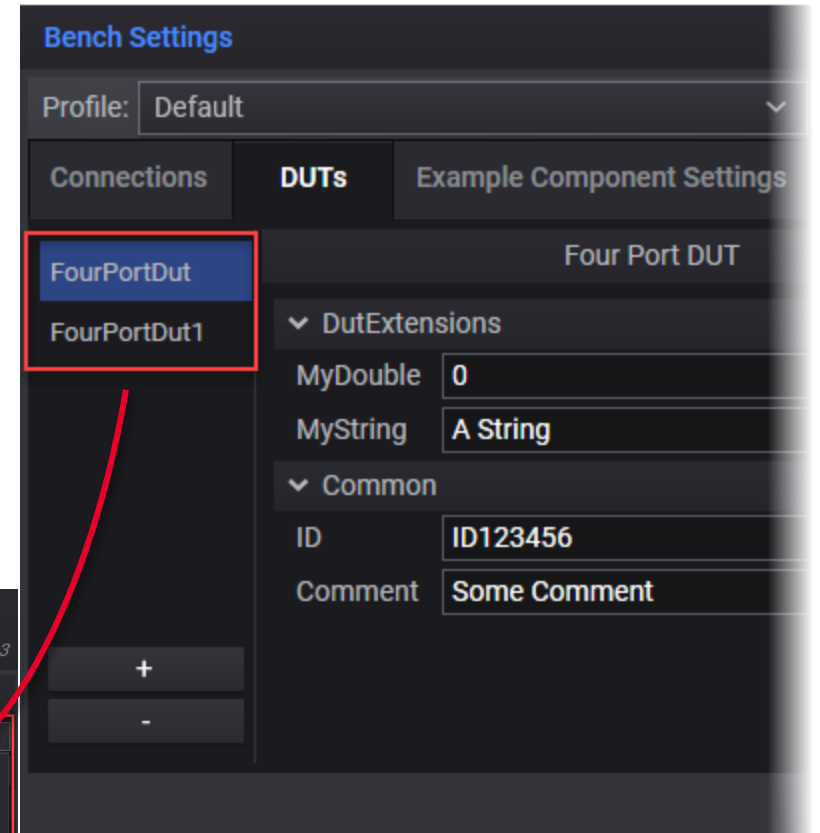 Bench Settings
Profile: Default
Connections DUTs Example Component Settings
FourPortDut
FourPortDut1
Four Port DUT
DutExtensions
MyDouble 0
MyString A String
Common
ID ID123456
Comment Some Comment
+
-
3